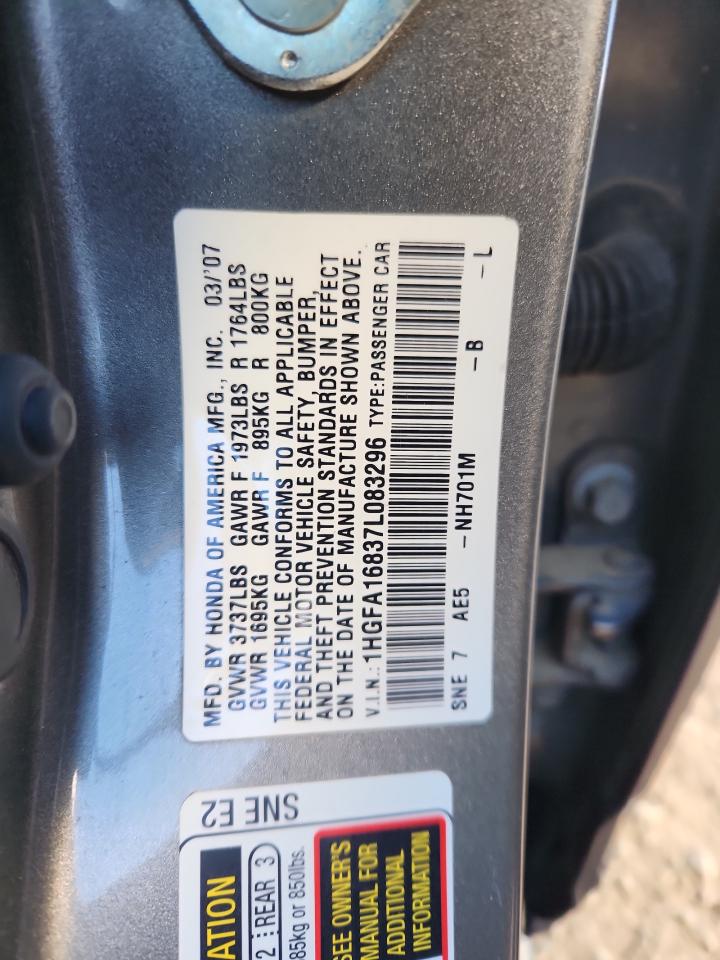 MFD. BY HONDA OF AMERICA MFG., INC. 03/'07
GVWR 3737LBS GAWR F 1973LBS R 1764LBS
GVWR 1695KG GAWR F 895KG R 800KG
THIS VEHICLE CONFORMS TO ALL APPLICABLE
FEDERAL MOTOR VEHICLE SAFETY, BUMPER,
AND THEFT PREVENTION STANDARDS IN EFFECT
ON THE DATE OF MANUFACTURE SHOWN ABOVE.
V.I.N.: 1HGFA16837L083296 TYPE:PASSENGER CAR
SNE 7 AE5 -NH701M -B -L
SNE E2
ATION
2 REAR 3
85kg or 850lbs.
SEE OWNER'S
MANUAL FOR
ADDITIONAL
INFORMATION